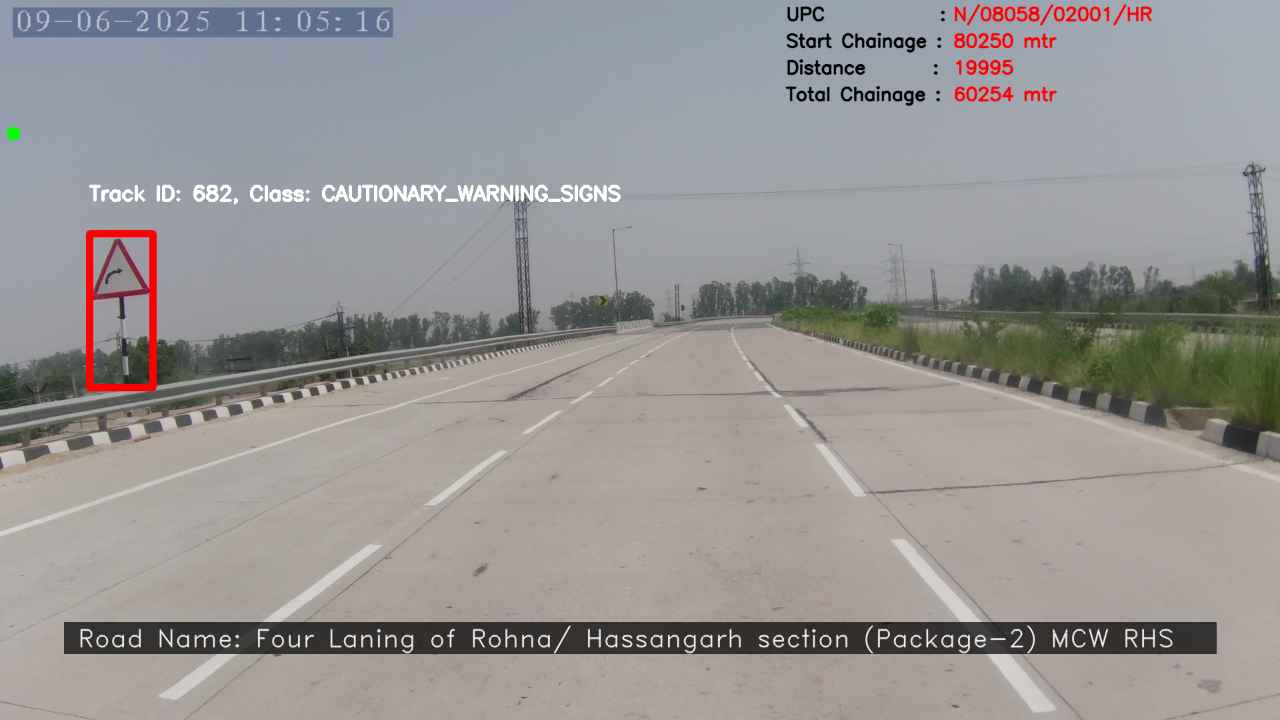 09-06-2025 11:05:16
UPC : N/08058/02001/HR
Start Chainage : 80250 mtr
Distance : 19995
Total Chainage : 60254 mtr
Track ID: 682, Class: CAUTIONARY_WARNING_SIGNS
Road Name: Four Laning of Rohna/ Hassangarh section (Package-2) MCW RHS